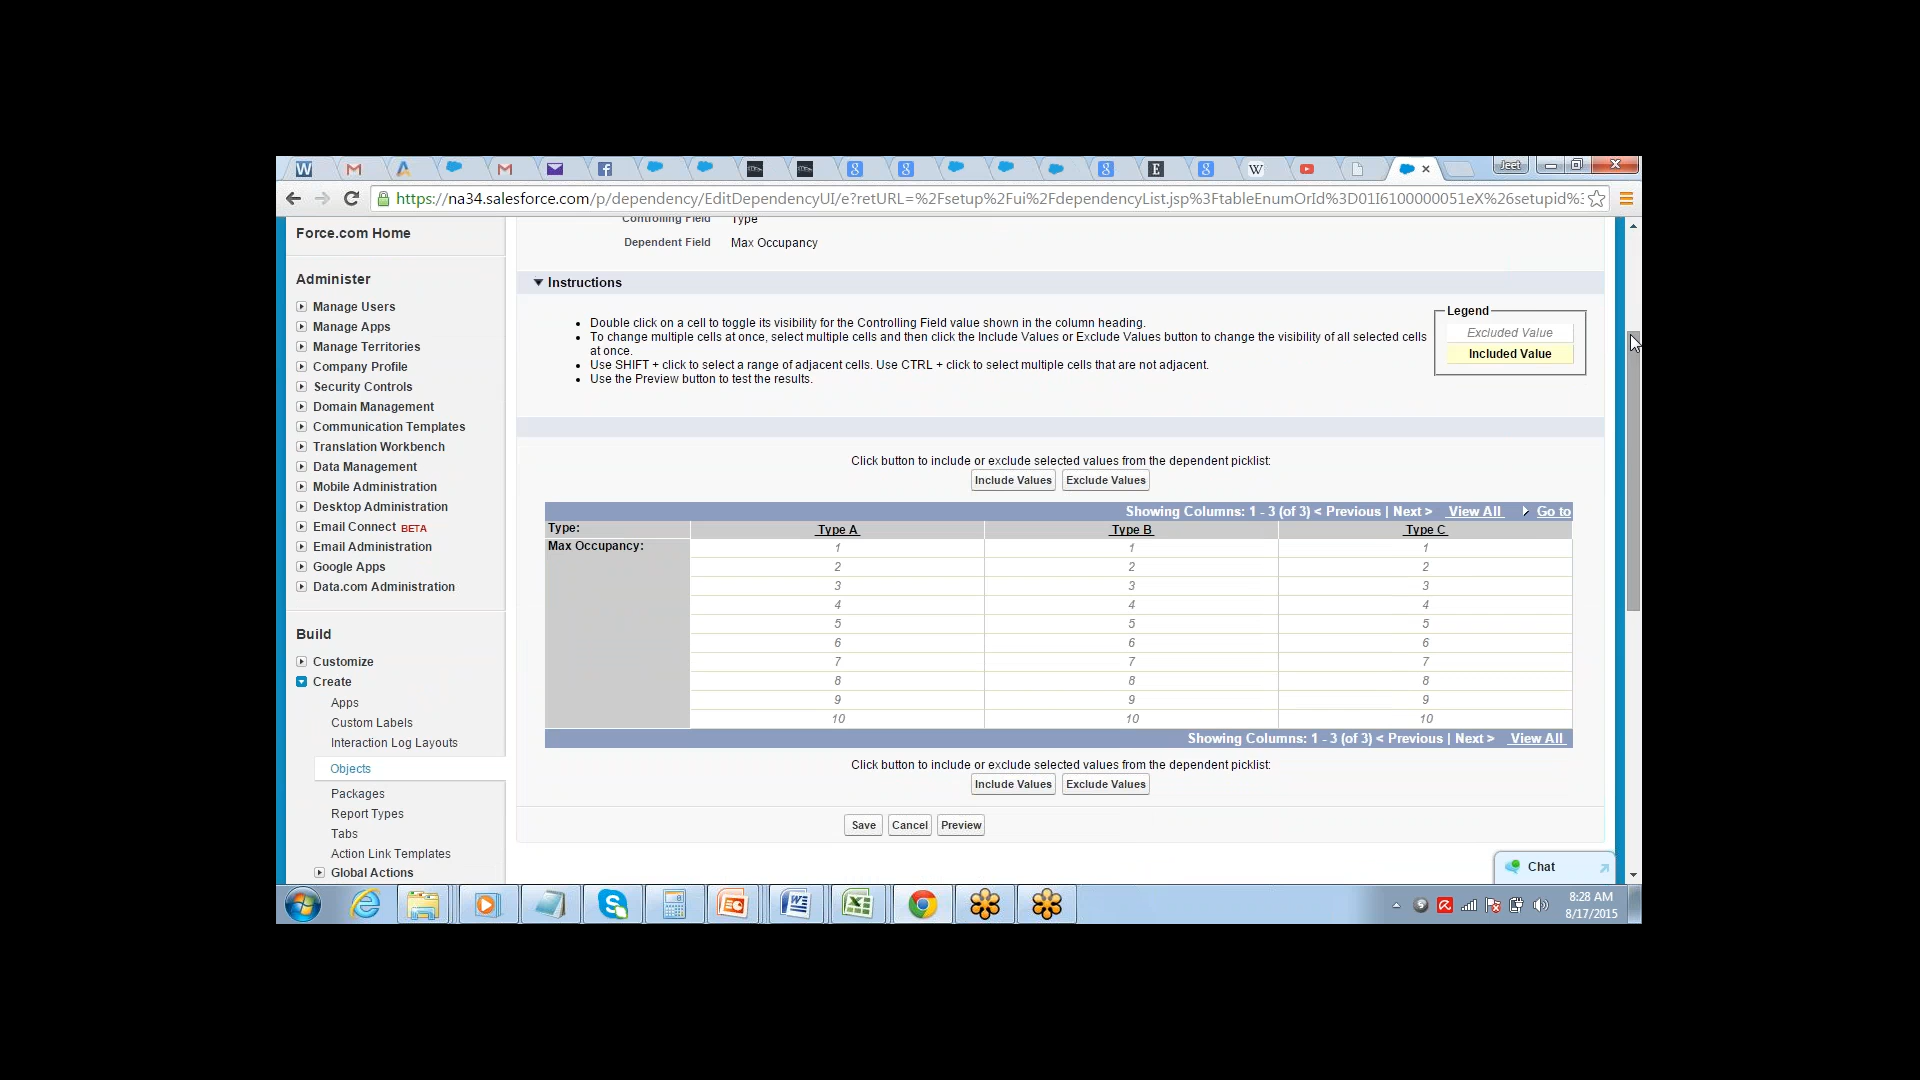 Jeet
https://na34.salesforce.com/p/dependency/EditDependencyUI/e?retURL=%2Fsetup%2Fui%2FdependencyList.jsp%3FtableEnumOrId%3D01I6100000051eX%26setupid%3
Force.com Home
Administer
Manage Users
Manage Apps
Manage Territories
Company Profile
Security Controls
Domain Management
Communication Templates
Translation Workbench
Data Management
Mobile Administration
Desktop Administration
Email Connect BETA
Email Administration
Google Apps
Data.com Administration
Build
Customize
Create
Apps
Custom Labels
Interaction Log Layouts
Objects
Packages
Report Types
Tabs
Action Link Templates
Global Actions
Controlling Field Type
Dependent Field Max Occupancy
Instructions
Double click on a cell to toggle its visibility for the Controlling Field value shown in the column heading.
To change multiple cells at once, select multiple cells and then click the Include Values or Exclude Values button to change the visibility of all selected cells
at once.
Use SHIFT + click to select a range of adjacent cells. Use CTRL + click to select multiple cells that are not adjacent.
Use the Preview button to test the results.
Legend
Excluded Value
Included Value
Click button to include or exclude selected values from the dependent picklist:
Include Values Exclude Values
Showing Columns: 1 - 3 (of 3) < Previous | Next > View All Go to
Type: Type A Type B Type C
Max Occupancy: 1 1 1
2 2 2
3 3 3
4 4 4
5 5 5
6 6 6
7 7 7
8 8 8
9 9 9
10 10 10
Showing Columns: 1 - 3 (of 3) < Previous | Next > View All
Click button to include or exclude selected values from the dependent picklist:
Include Values Exclude Values
Save Cancel Preview
Chat
8:28 AM
8/17/2015